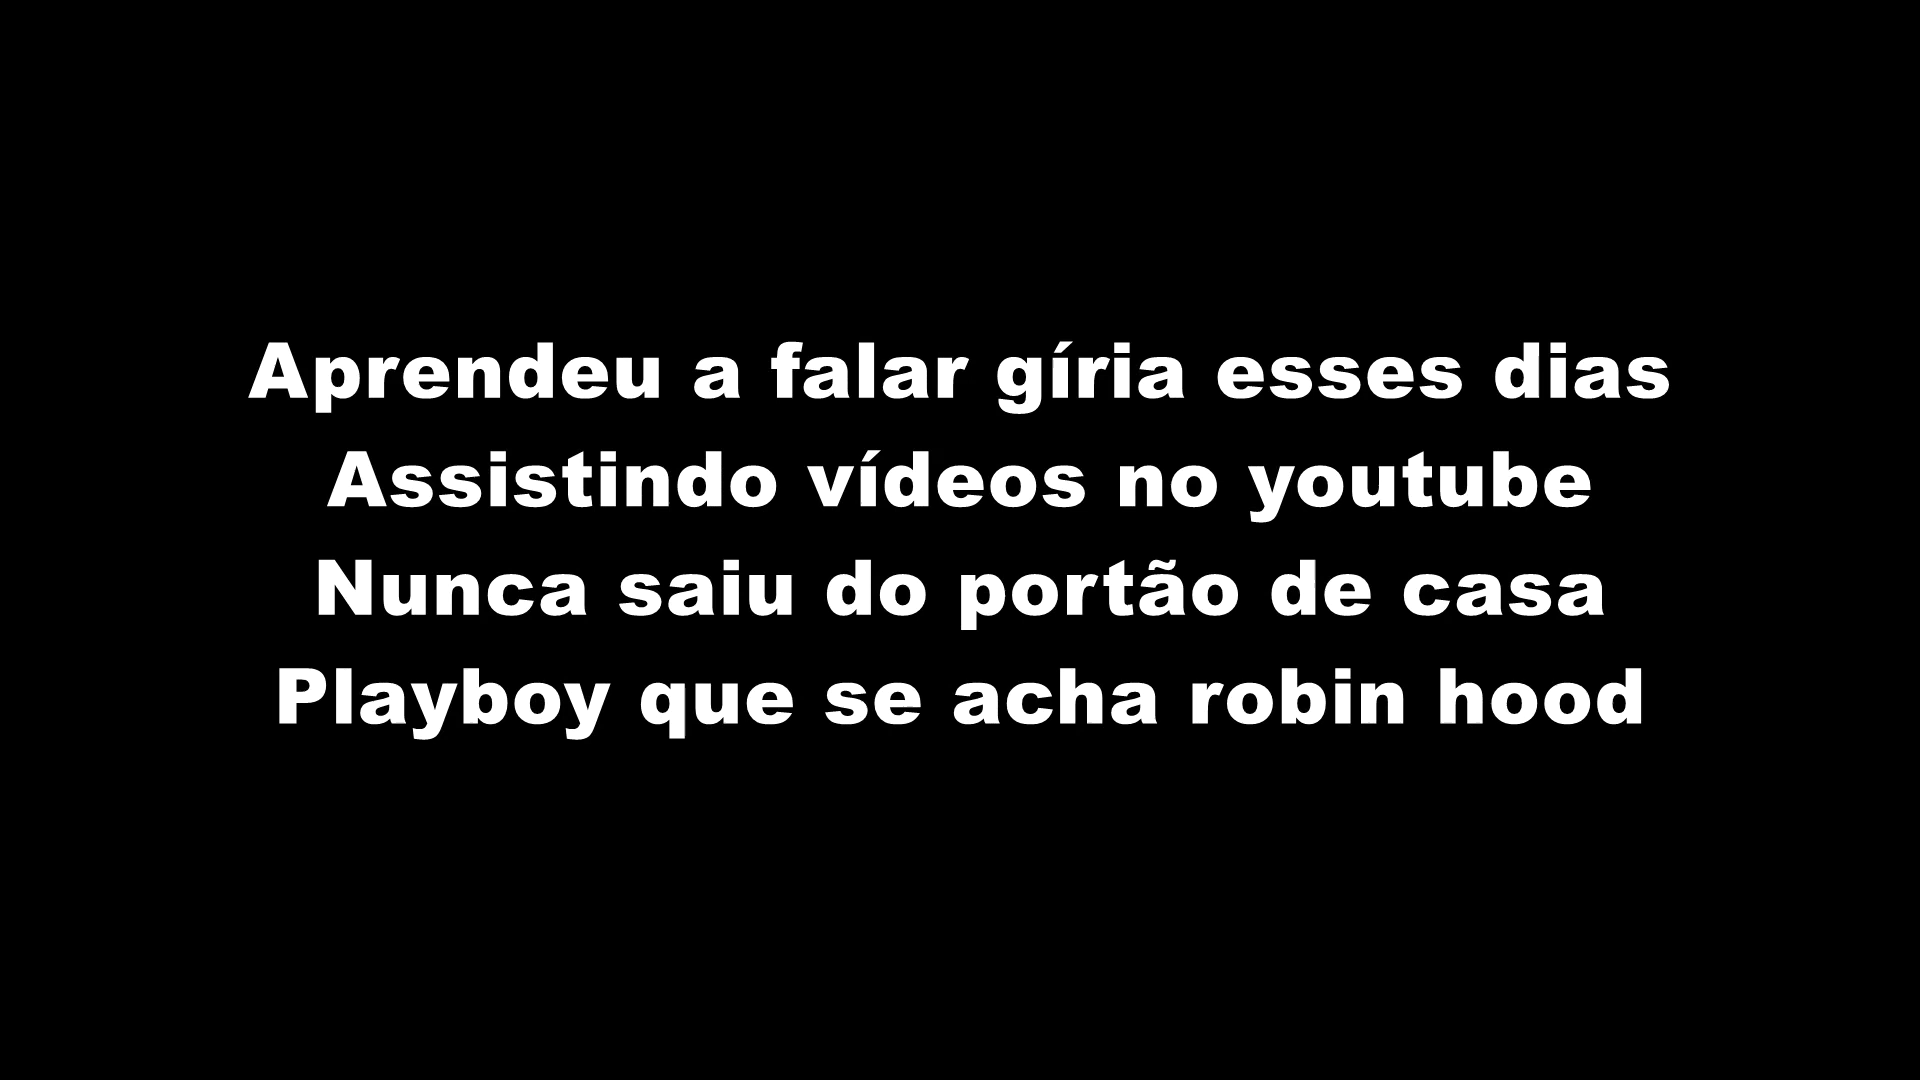 Aprendeu a falar gíria esses dias
Assistindo vídeos no youtube
Nunca saiu do portão de casa
Playboy que se acha robin hood